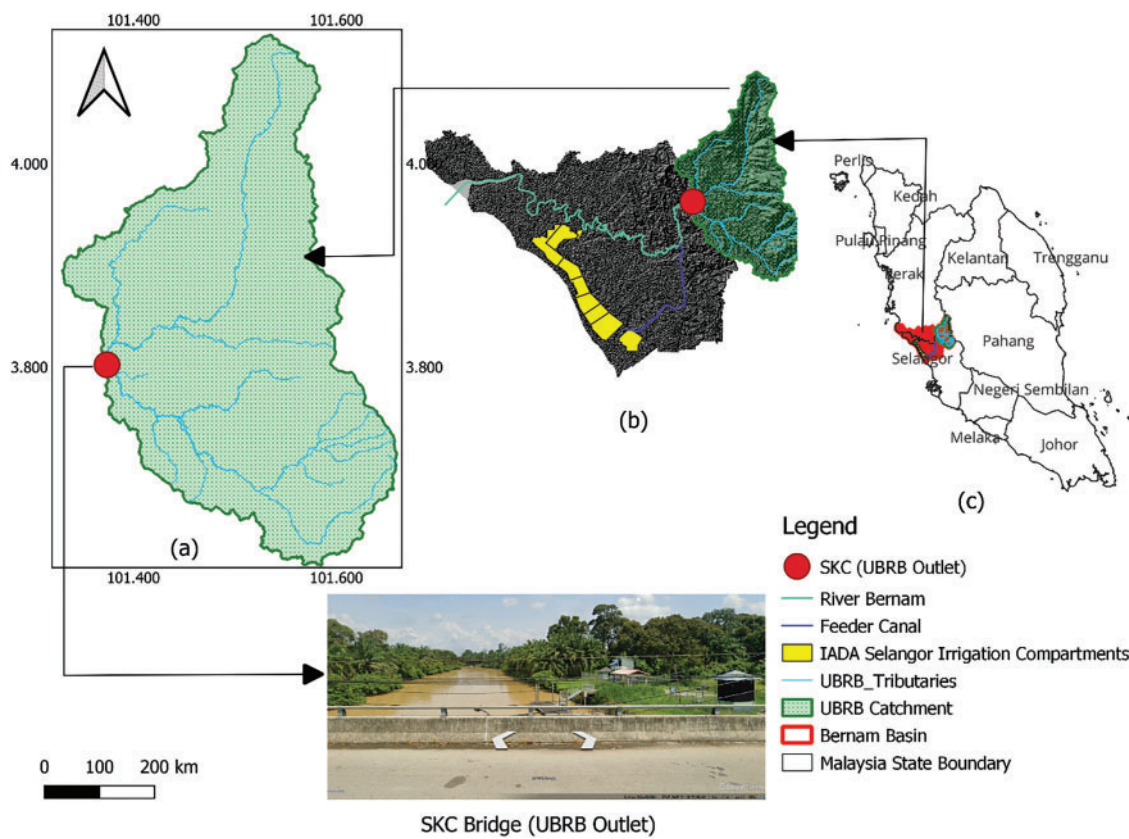 101.400 101.600
4.000
3.800
(a)
101.400 101.600
4.000
3.800
(b)
Perlis
Kedah
Pulau Pinang
Perak
Kelantan
Trengganu
Pahang
Selangor
Negeri Sembilan
Melaka
Johor
(c)
Legend
SKC (UBRB Outlet)
River Bernam
Feeder Canal
IADA Selangor Irrigation Compartments
UBRB_Tributaries
UBRB Catchment
Bernam Basin
Malaysia State Boundary
0 100 200 km
SKC Bridge (UBRB Outlet)